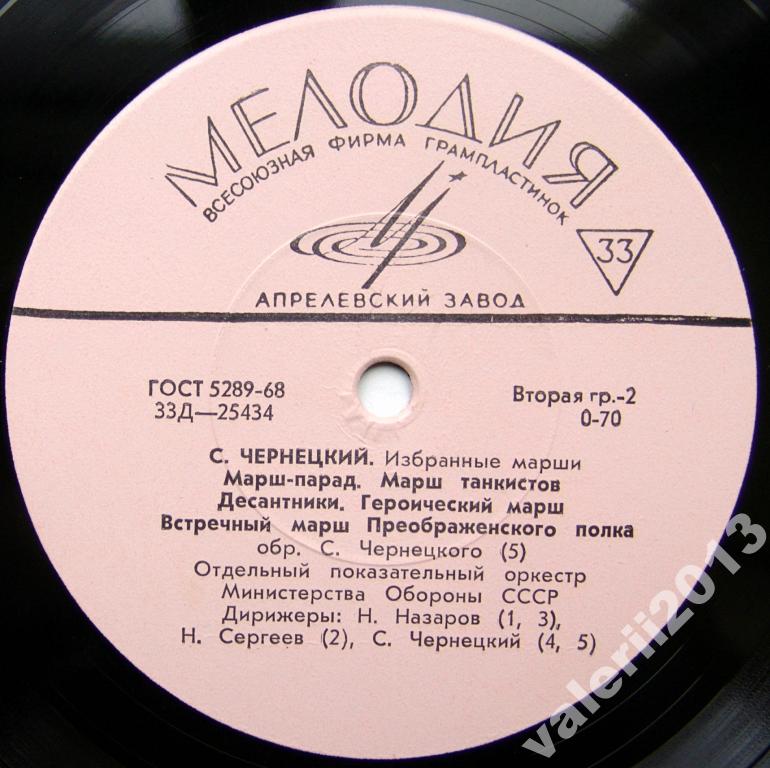 МЕЛОДИЯ
ВСЕСОЮЗНАЯ ФИРМА ГРАМПЛАСТИНОК
33
АПРЕЛЕВСКИЙ ЗАВОД
ГОСТ 5289-68
Вторая гр.-2
33Д—25434
0-70
С. ЧЕРНЕЦКИЙ. Избранные марши
Марш-парад. Марш танкистов
Десантники. Героический марш
Встречный марш Преображенского полка
обр. С. Чернецкого (5)
Отдельный показательный оркестр
Министерства Обороны СССР
Дирижеры: Н. Назаров (1, 3),
Н. Сергеев (2), С. Чернецкий (4, 5)
valerii2013